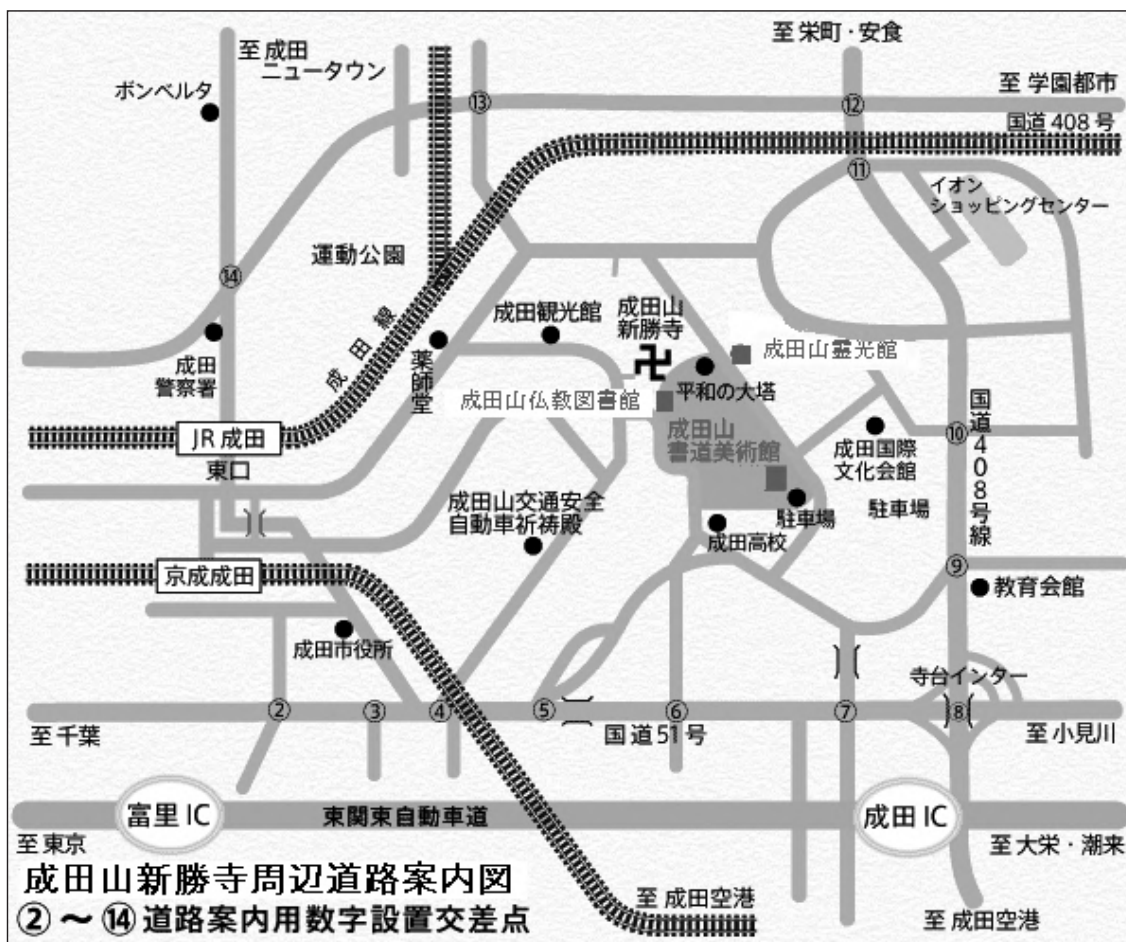 至 栄町・安食
至 成田
ニュータウン
ボンベルタ
至 学園都市
⑬
⑫
国道 408 号
⑪
イオン
ショッピングセンター
運動公園
⑭
成田観光館
成田山
新勝寺
成田線
成田山霊光館
成田
警察署
薬師堂
卍
平和の大塔
成田山仏教図書館
国道408号線
JR 成田
成田山
書道美術館
成田国際
文化会館
⑩
東口
成田山交通安全
自動車祈祷殿
駐車場
駐車場
成田高校
京成成田
⑨
教育会館
成田市役所
寺台インター
②
③
④
⑤
⑥
⑦
⑧
至 千葉
国道51号
至 小見川
富里 IC
東関東自動車道
成田 IC
至 東京
至 大栄・潮来
成田山新勝寺周辺道路案内図
至 成田空港
②～⑭道路案内用数字設置交差点
至 成田空港